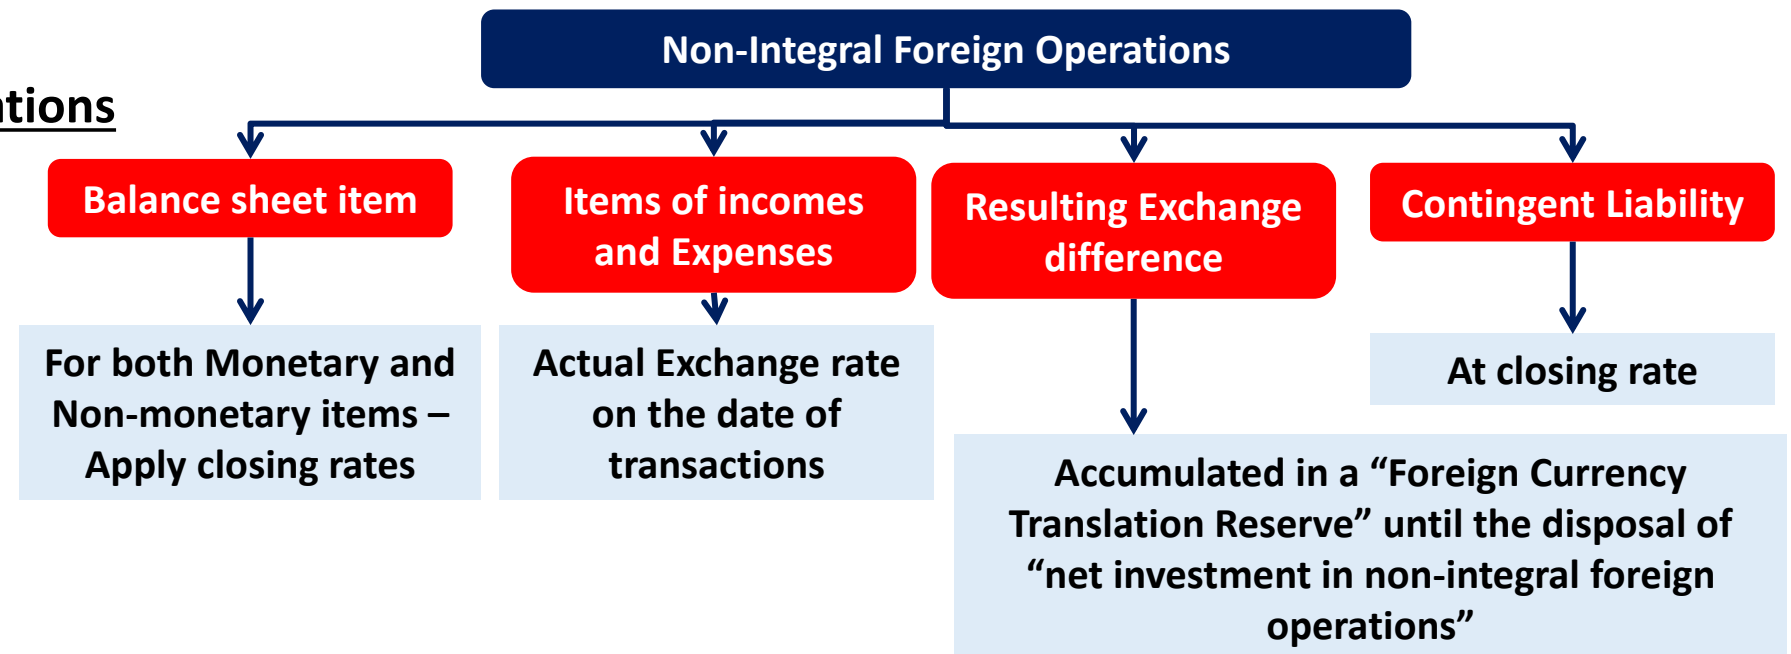 Non-Integral Foreign Operations
Balance sheet item
Items of incomes
and Expenses
Resulting Exchange
difference
Contingent Liability
For both Monetary and
Non-monetary items –
Apply closing rates
Actual Exchange rate
on the date of
transactions
At closing rate
Accumulated in a “Foreign Currency
Translation Reserve” until the disposal of
“net investment in non-integral foreign
operations”